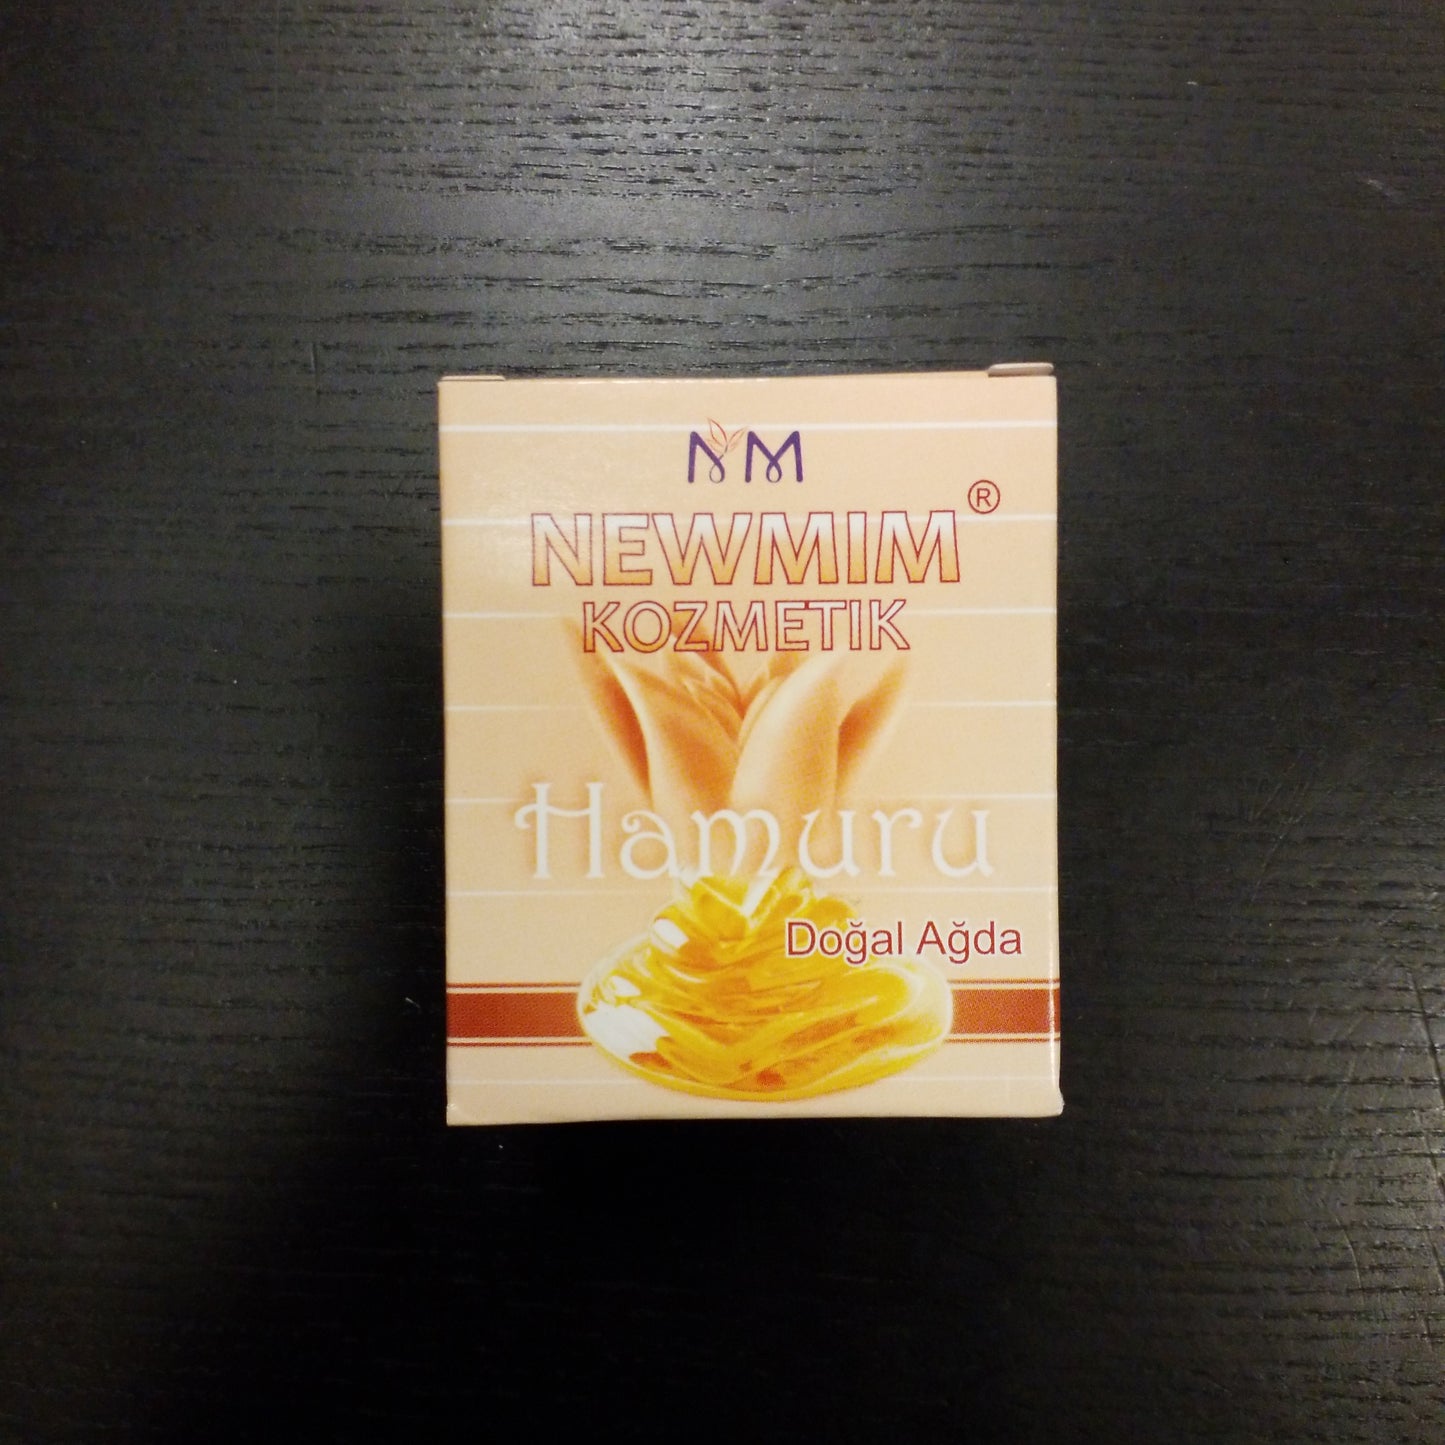 NM
NEWMIM®
KOZMETIK
Hamuru
Doğal Ağda